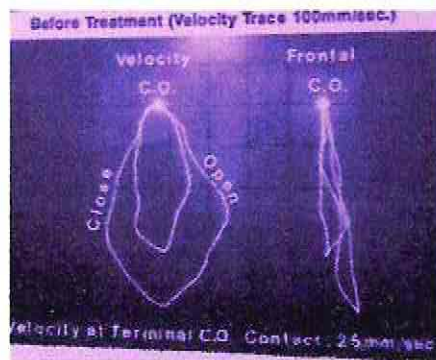 Before Treatment (Velocity Trace 100mm/sec.)
Velocity Frontal
C.O. C.O.
Close Open
Velocity at Terminal C.O. Contact: 25mm/sec